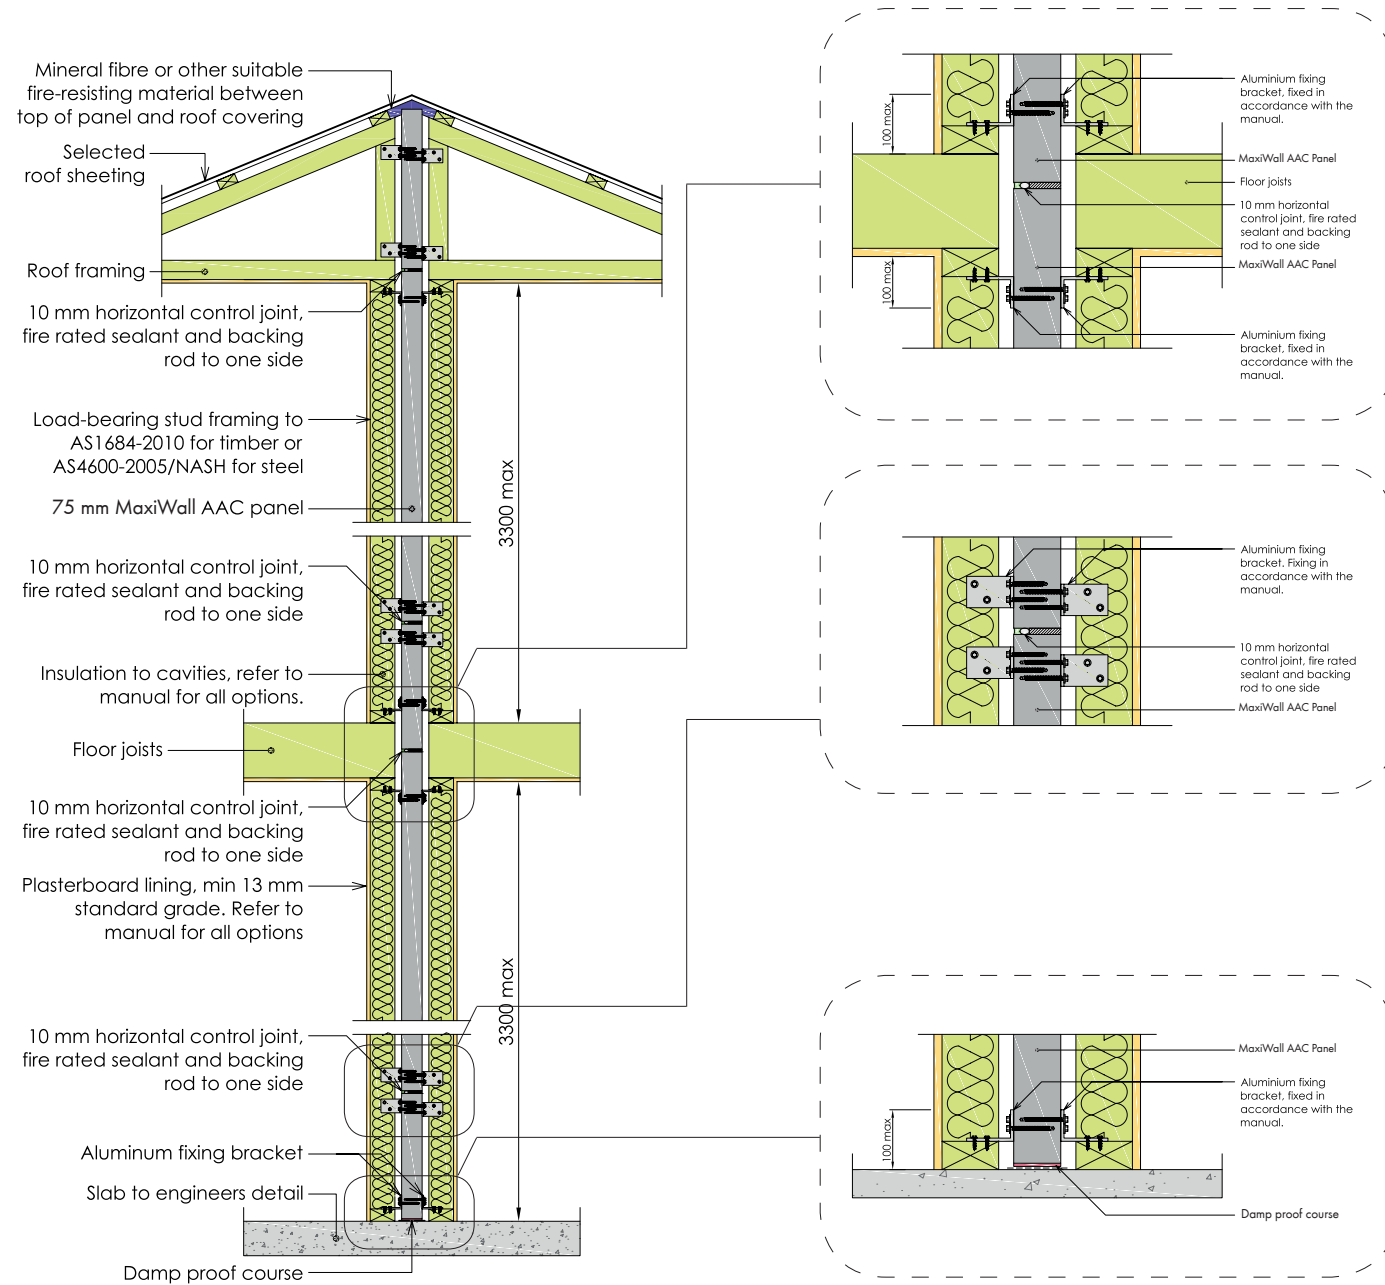 Mineral fibre or other suitable
fire-resisting material between
top of panel and roof covering
Selected
roof sheeting
Roof framing
10 mm horizontal control joint,
fire rated sealant and backing
rod to one side
Load-bearing stud framing to
AS1684-2010 for timber or
AS4600-2005/NASH for steel
75 mm MaxiWall AAC panel
3300 max
10 mm horizontal control joint,
fire rated sealant and backing
rod to one side
Insulation to cavities, refer to
manual for all options.
Floor joists
10 mm horizontal control joint,
fire rated sealant and backing
rod to one side
Plasterboard lining, min 13 mm
standard grade. Refer to
manual for all options
3300 max
10 mm horizontal control joint,
fire rated sealant and backing
rod to one side
Aluminum fixing bracket
Slab to engineers detail
Damp proof course
100 max
Aluminium fixing
bracket, fixed in
accordance with the
manual.
MaxiWall AAC Panel
Floor joists
10 mm horizontal
control joint, fire rated
sealant and backing
rod to one side
MaxiWall AAC Panel
100 max
Aluminium fixing
bracket, fixed in
accordance with the
manual.
Aluminium fixing
bracket. Fixing in
accordance with the
manual.
10 mm horizontal
control joint, fire rated
sealant and backing
rod to one side
MaxiWall AAC Panel
MaxiWall AAC Panel
Aluminium fixing
bracket, fixed in
accordance with the
manual.
100 max
Damp proof course